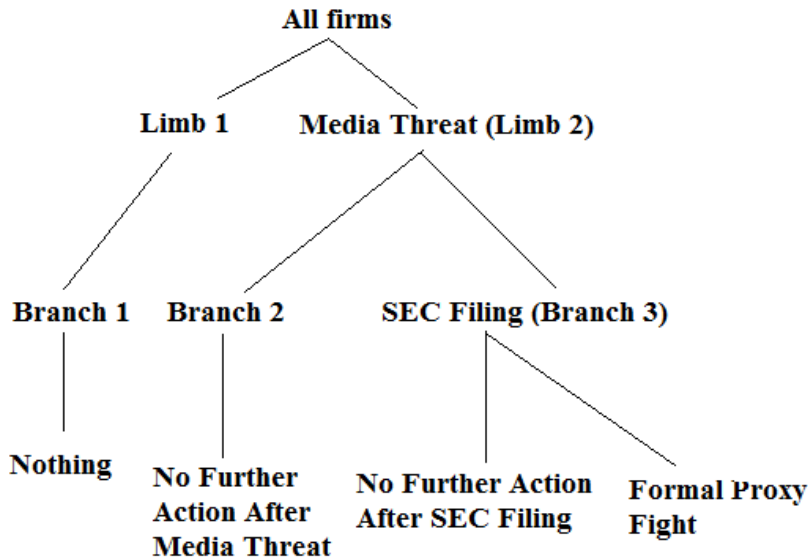 All firms
Limb 1
Media Threat (Limb 2)
Branch 1
Branch 2
SEC Filing (Branch 3)
Nothing
No Further
Action After
Media Threat
No Further Action
After SEC Filing
Formal Proxy
Fight